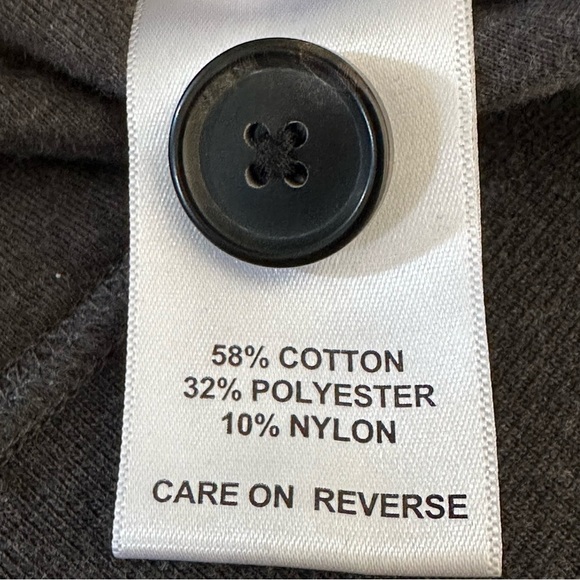 58% COTTON
32% POLYESTER
10% NYLON
CARE ON REVERSE